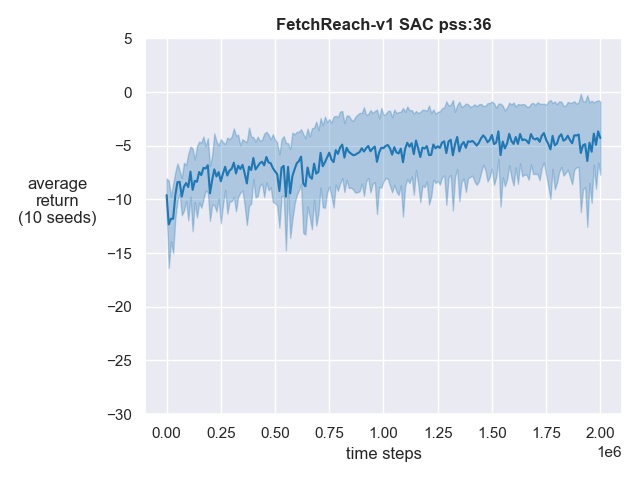 FetchReach-v1 SAC pss:36
5
0
−5
−10
−15
−20
−25
−30
average
return
(10 seeds)
0.00 0.25 0.50 0.75 1.00 1.25 1.50 1.75 2.00
time steps
1e6